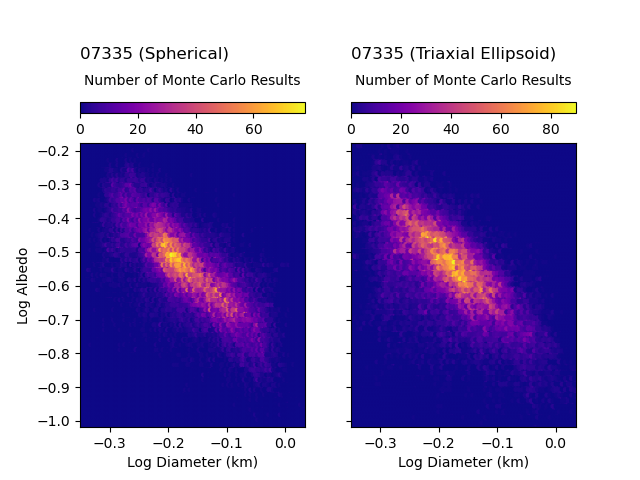 07335 (Spherical)
Number of Monte Carlo Results
0 20 40 60
−0.2
−0.3
−0.4
−0.5
−0.6
−0.7
−0.8
−0.9
−1.0
Log Albedo
−0.3 −0.2 −0.1 0.0
Log Diameter (km)
07335 (Triaxial Ellipsoid)
Number of Monte Carlo Results
0 20 40 60 80
−0.3 −0.2 −0.1 0.0
Log Diameter (km)